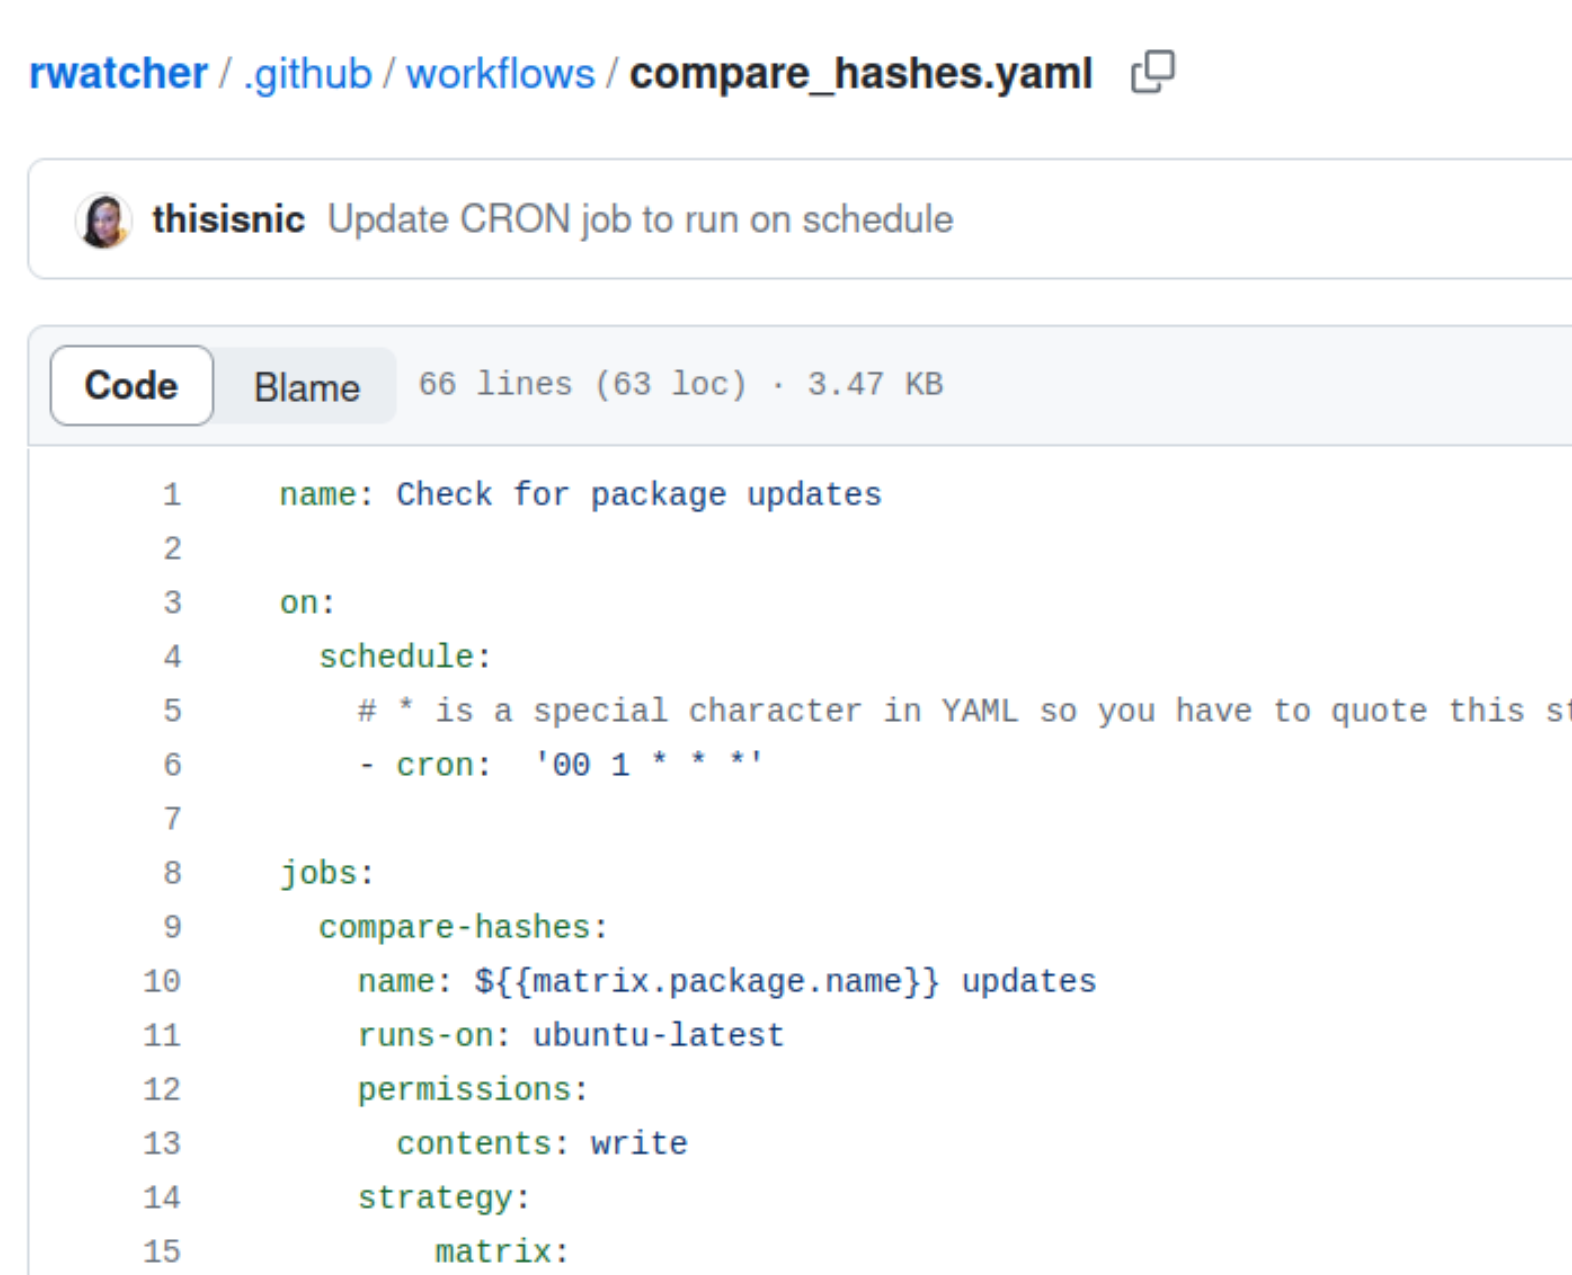 rwatcher / .github / workflows / compare_hashes.yaml
thisisnic Update CRON job to run on schedule
Code Blame 66 lines (63 loc) · 3.47 KB
1 name: Check for package updates
2
3 on:
4   schedule:
5     # * is a special character in YAML so you have to quote this st
6     - cron:  '00 1 * * *'
7
8 jobs:
9   compare-hashes:
10     name: ${{matrix.package.name}} updates
11     runs-on: ubuntu-latest
12     permissions:
13       contents: write
14     strategy:
15         matrix: